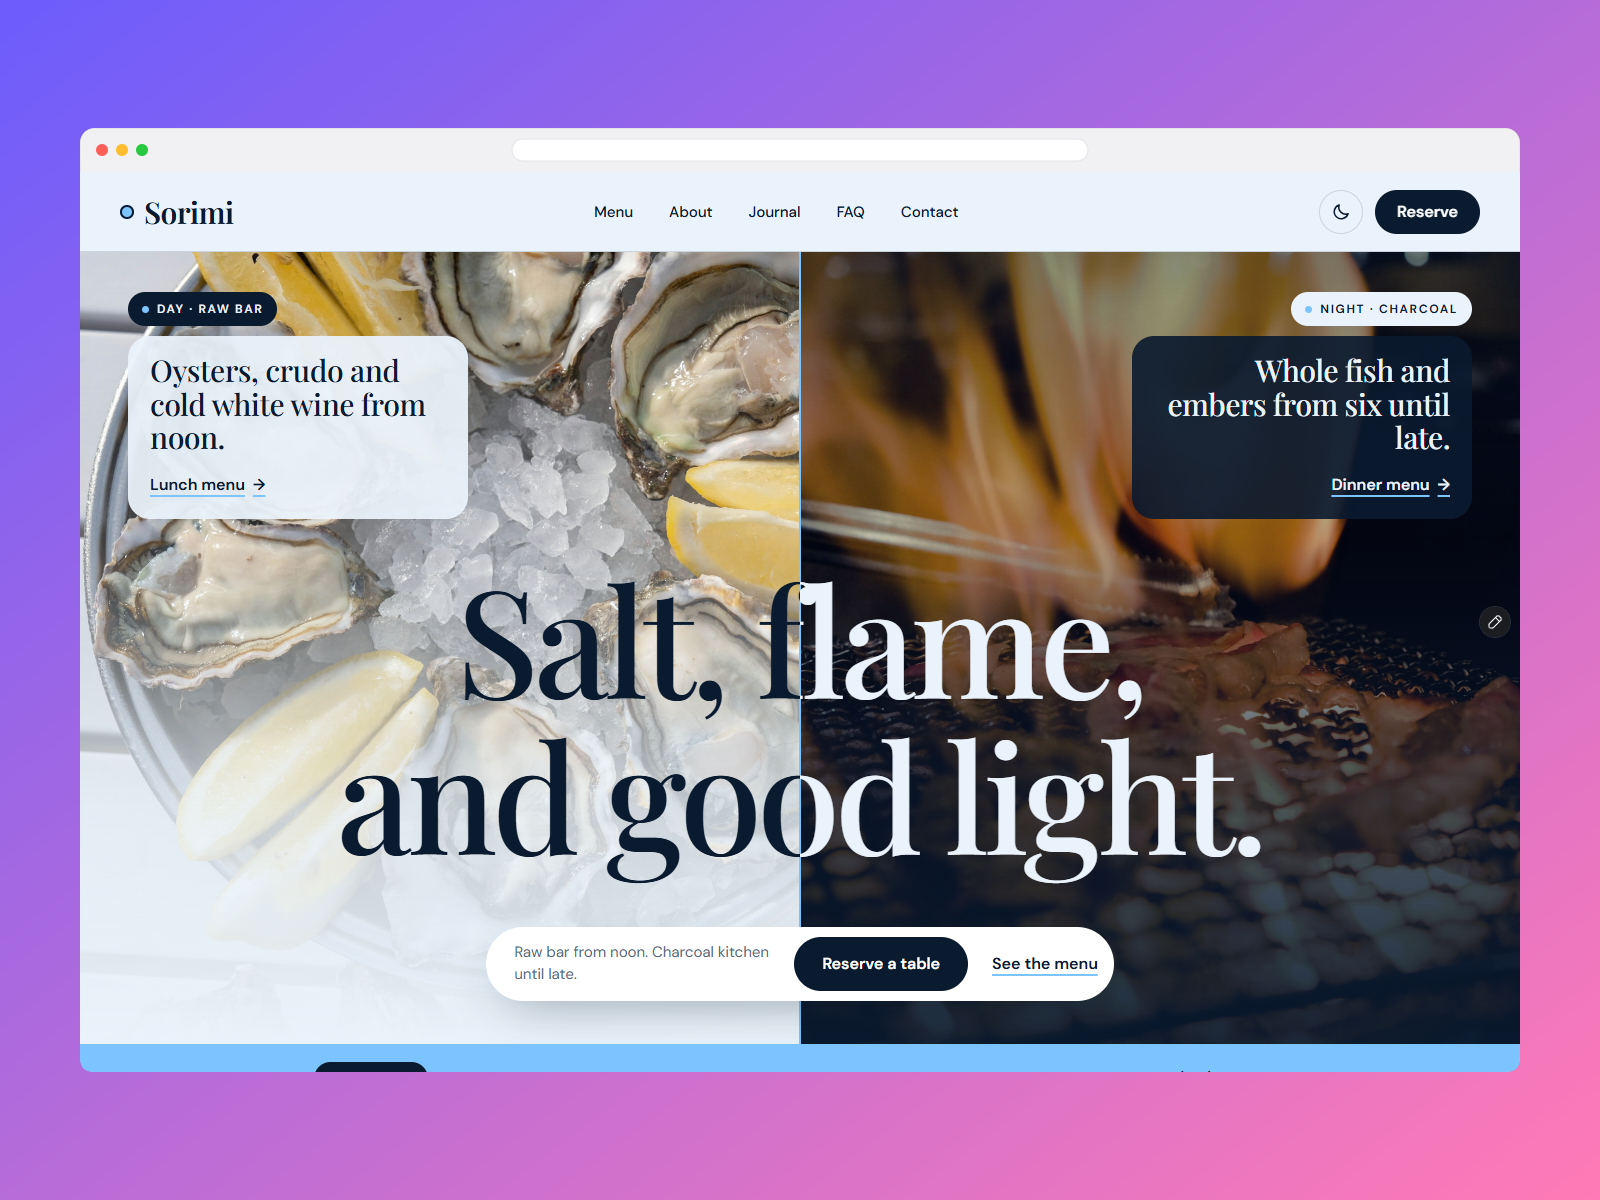 Sorimi
Menu
About
Journal
FAQ
Contact
Reserve
DAY · RAW BAR
Oysters, crudo and
cold white wine from
noon.
Lunch menu →
NIGHT · CHARCOAL
Whole fish and
embers from six until
late.
Dinner menu →
Salt, flame,
and good light.
Raw bar from noon. Charcoal kitchen
until late.
Reserve a table
See the menu